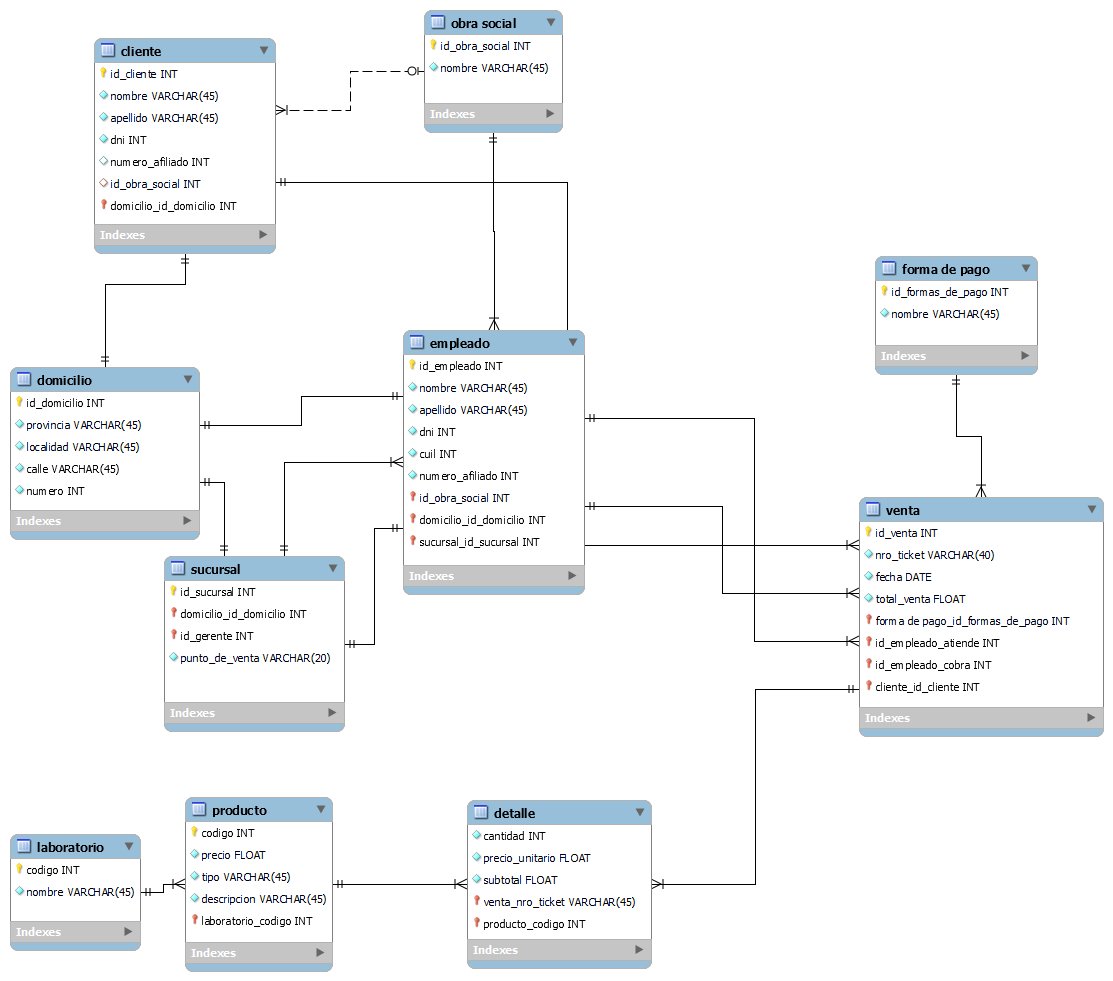 obra social
id_obra_social INT
nombre VARCHAR(45)
Indexes
cliente
id_cliente INT
nombre VARCHAR(45)
apellido VARCHAR(45)
dni INT
numero_afiliado INT
id_obra_social INT
domicilio_id_domicilio INT
Indexes
forma de pago
id_formas_de_pago INT
nombre VARCHAR(45)
Indexes
empleado
id_empleado INT
nombre VARCHAR(45)
apellido VARCHAR(45)
dni INT
cuil INT
numero_afiliado INT
id_obra_social INT
domicilio_id_domicilio INT
sucursal_id_sucursal INT
Indexes
domicilio
id_domicilio INT
provincia VARCHAR(45)
localidad VARCHAR(45)
calle VARCHAR(45)
numero INT
Indexes
venta
id_venta INT
nro_ticket VARCHAR(40)
fecha DATE
total_venta FLOAT
forma de pago_id_formas_de_pago INT
id_empleado_atiende INT
id_empleado_cobra INT
cliente_id_cliente INT
Indexes
sucursal
id_sucursal INT
domicilio_id_domicilio INT
id_gerente INT
punto_de_venta VARCHAR(20)
Indexes
producto
codigo INT
precio FLOAT
tipo VARCHAR(45)
descripcion VARCHAR(45)
laboratorio_codigo INT
Indexes
detalle
cantidad INT
precio_unitario FLOAT
subtotal FLOAT
venta_nro_ticket VARCHAR(45)
producto_codigo INT
Indexes
laboratorio
codigo INT
nombre VARCHAR(45)
Indexes